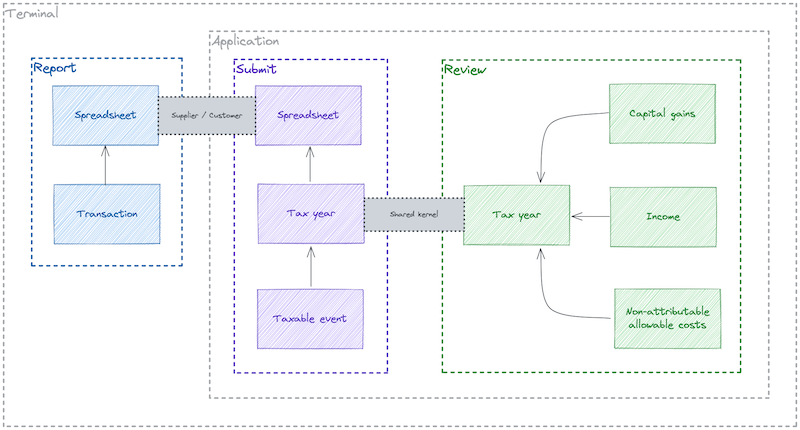 Terminal
Application
Report
Submit
Review
Spreadsheet
Supplier / Customer
Spreadsheet
Capital gains
Transaction
Tax year
Shared kernel
Tax year
Income
Taxable event
Non-attributable
allowable costs